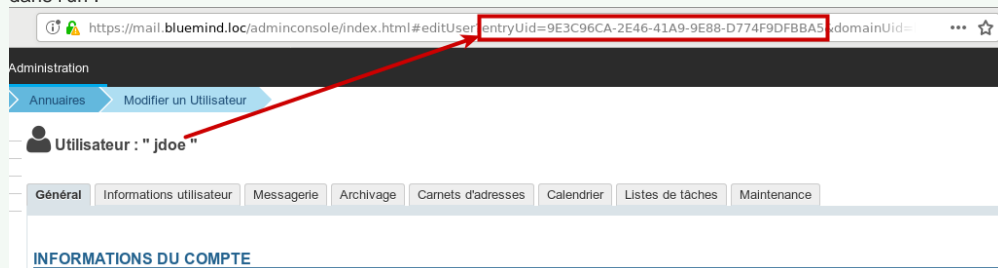 https://mail.bluemind.loc/adminconsole/index.html#editUser?entryUid=9E3C96CA-2E46-41A9-9E88-D774F9DFBBA5&domainUid=
Administration
Annuaires Modifier un Utilisateur
Utilisateur : " jdoe "
Général Informations utilisateur Messagerie Archivage Carnets d'adresses Calendrier Listes de tâches Maintenance
INFORMATIONS DU COMPTE